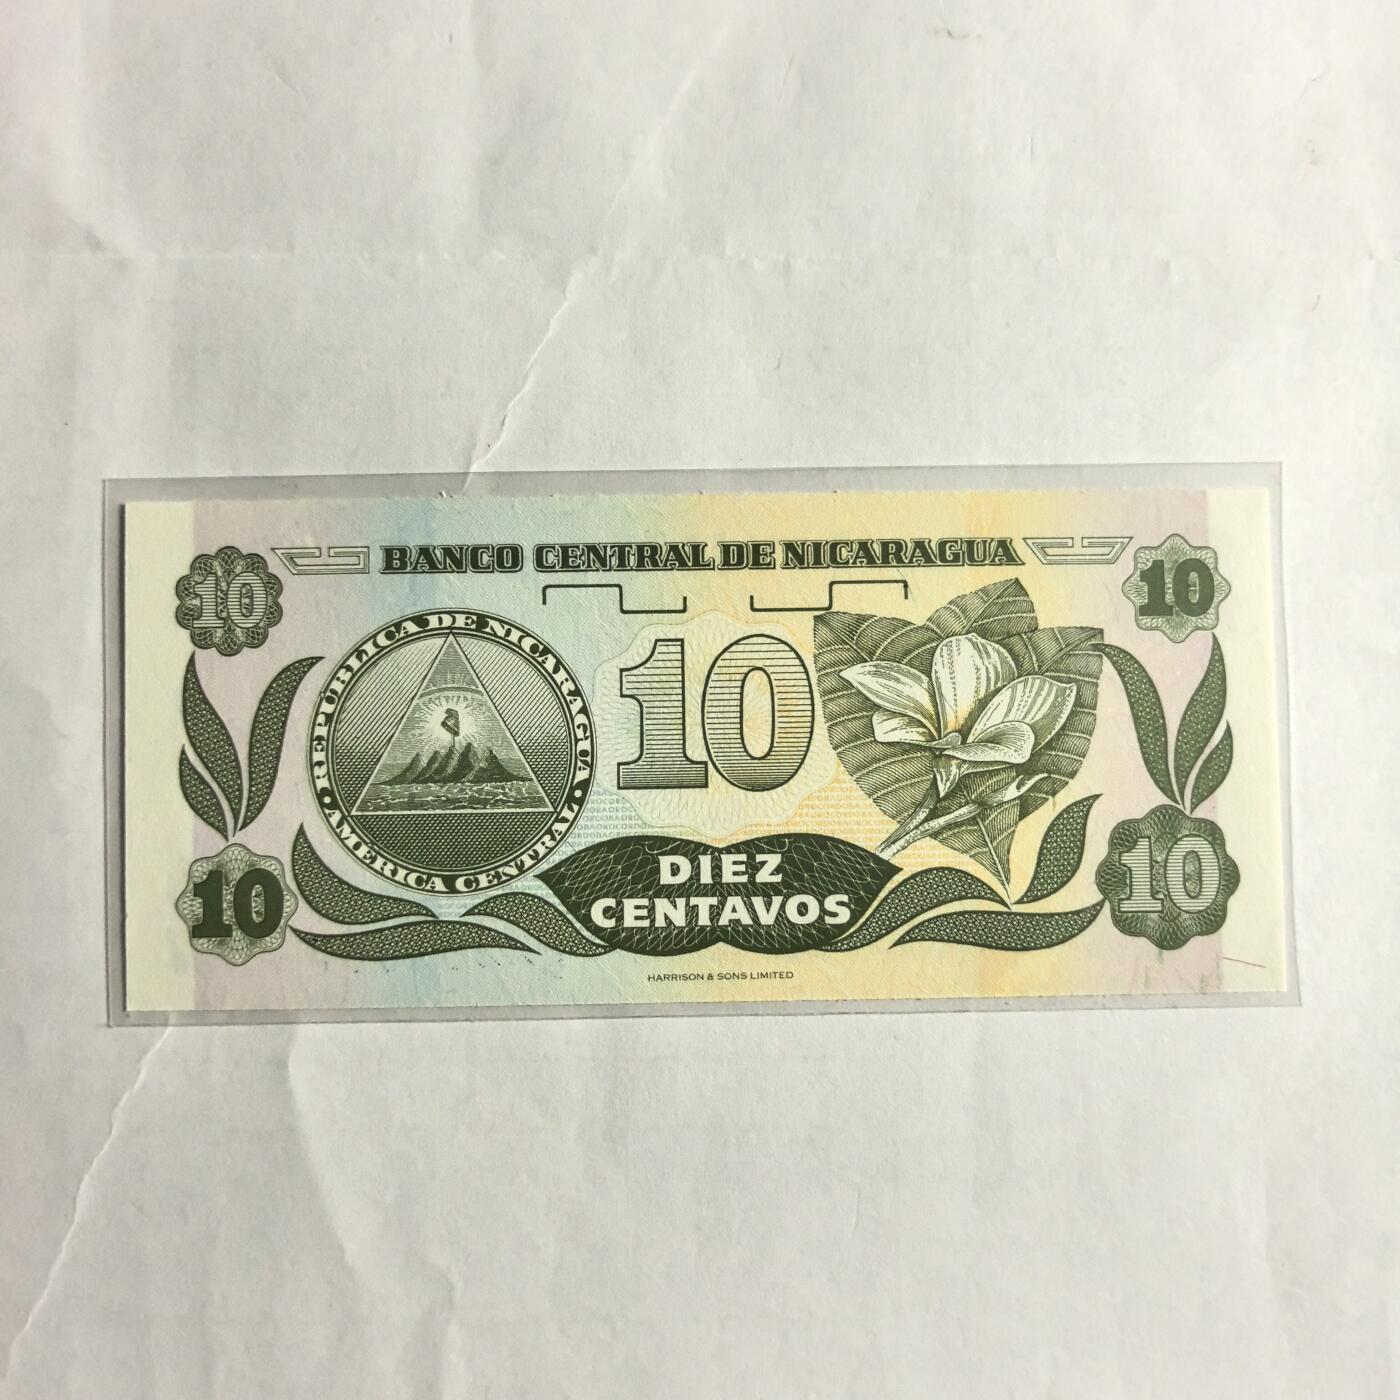 BANCO CENTRAL DE NICARAGUA
10
10
REPUBLICA DE NICARAGUA
AMERICA CENTRAL
10
DIEZ
CENTAVOS
10
10
HARRISON & SONS LIMITED